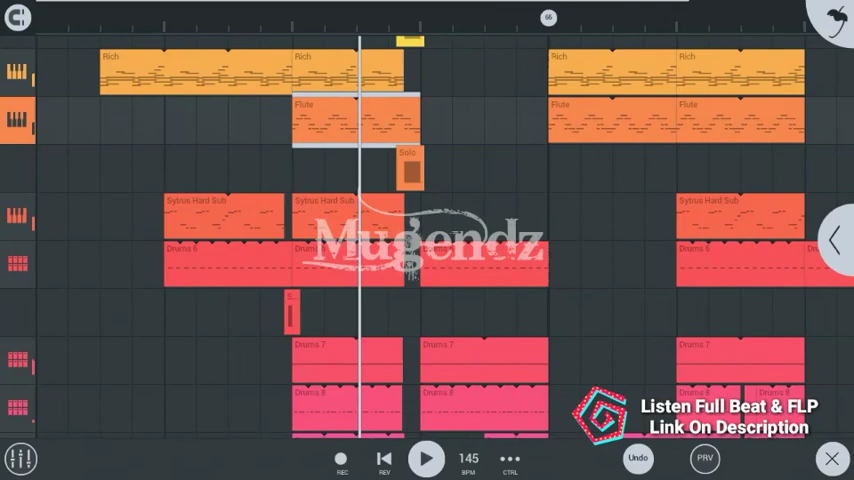 66
Rich
Rich
Rich
Rich
Flute
Flute
Flute
Solo
Sytrus Hard Sub
Sytrus Hard Sub
Sytrus Hard Sub
Mugendz
Drums 6
Drums 6
Drums 6
S...
Drums 7
Drums 7
Drums 7
Drums 8
Drums 8
Listen Full Beat & FLP
Link On Description
145
Undo
PRV
REC
REV
BPM
CTRL